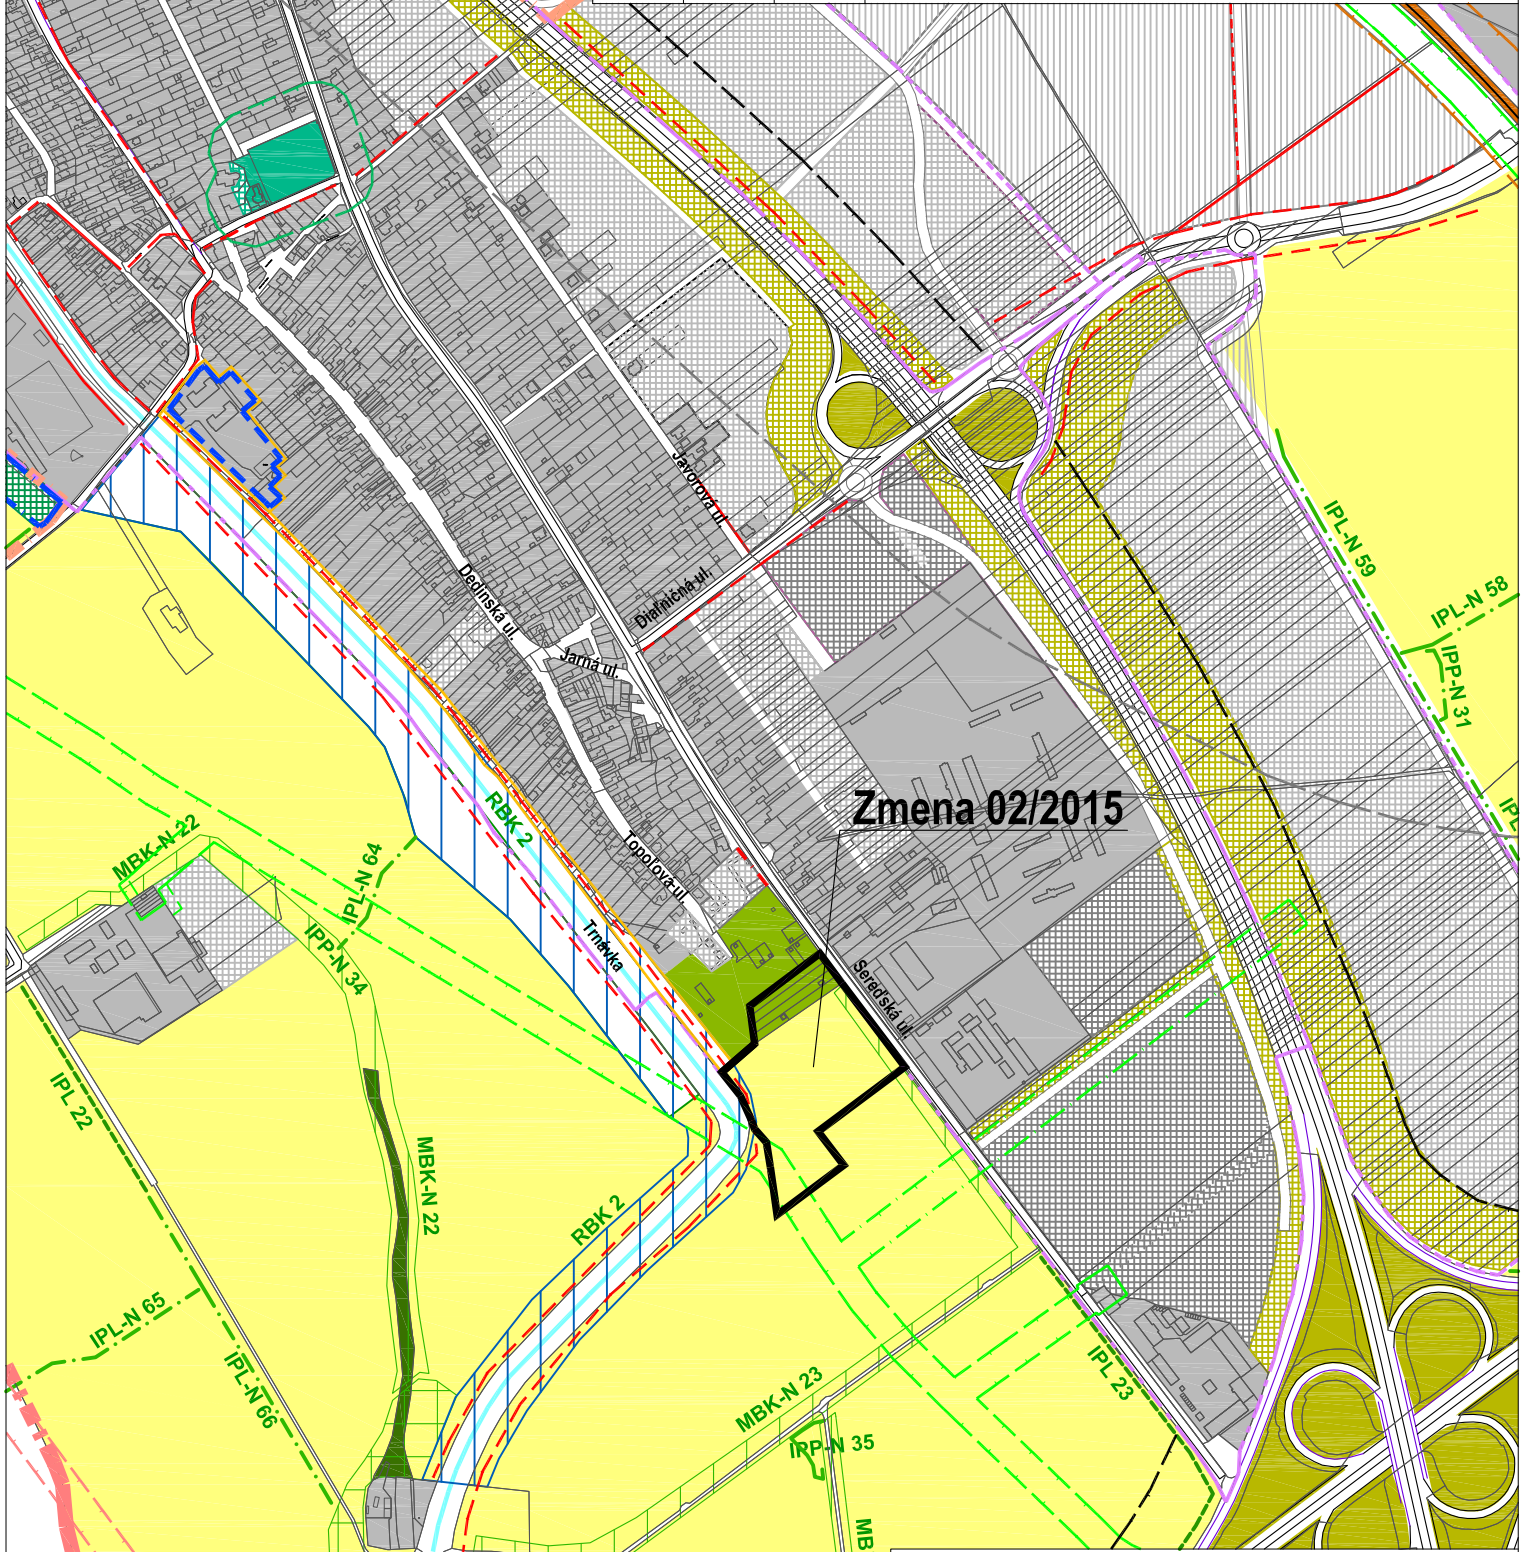 Javorová ul.
IPL-N 59
Dedinská ul.
Diaľničná ul.
IPL-N 58
Jarná ul.
IPP-N 31
RBK 2
Zmena 02/2015
IPL
MBK-N 22
IPL-N 64
Topoľová ul.
IPP-N 34
Trnávka
Sereďská ul.
IPL 22
MBK-N 22
RBK 2
IPL-N 65
IPL-N 66
IPL 23
MBK-N 23
IPP-N 35
MB